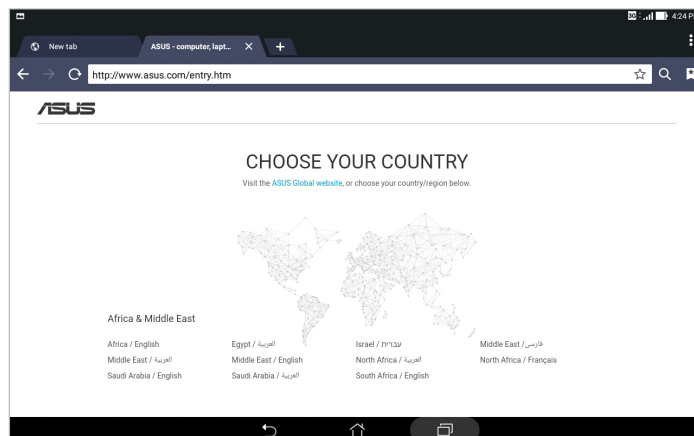 3G 4:24 P
New tab
ASUS - computer, lapt...
http://www.asus.com/entry.htm
ASUS
CHOOSE YOUR COUNTRY
Visit the ASUS Global website, or choose your country/region below.
Africa & Middle East
Africa / English
Egypt / العربية
Israel / עברית
Middle East / فارسی
Middle East / العربية
Middle East / English
North Africa / العربية
North Africa / Français
Saudi Arabia / English
Saudi Arabia / العربية
South Africa / English